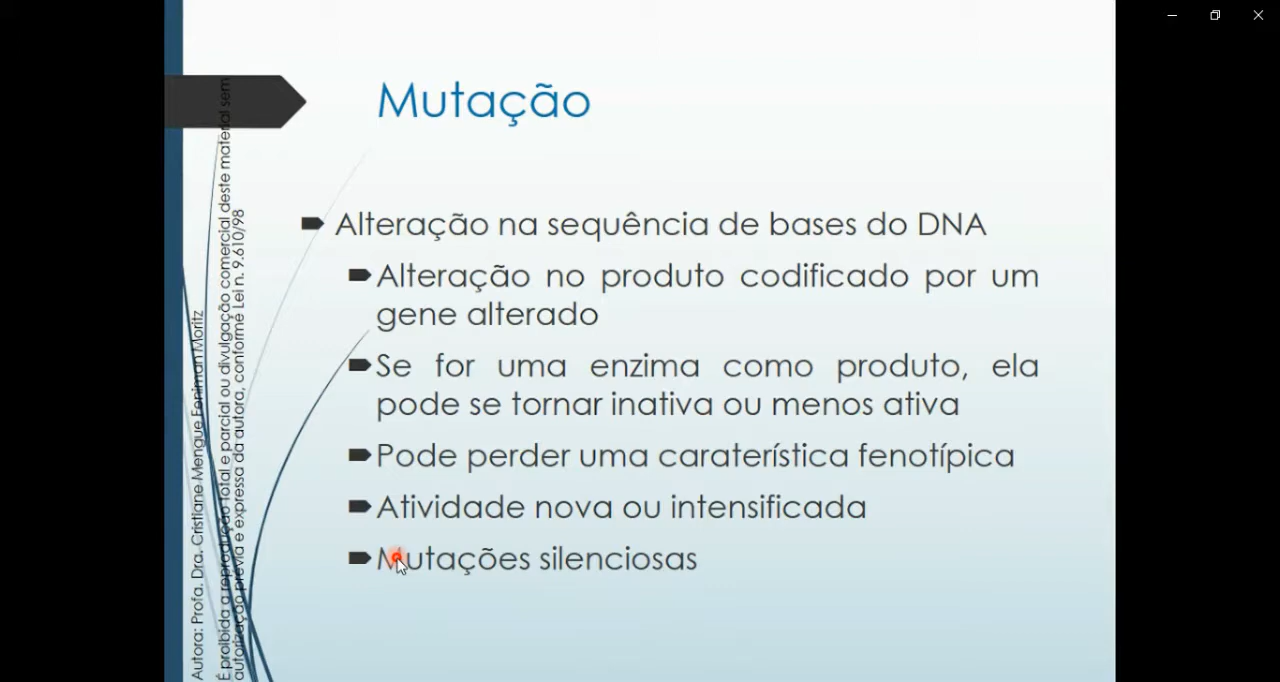 Mutação
Alteração na sequência de bases do DNA
Alteração no produto codificado por um
gene alterado
Se for uma enzima como produto, ela
pode se tornar inativa ou menos ativa
Pode perder uma caraterística fenotípica
Atividade nova ou intensificada
Mutações silenciosas
Autora: Profa. Dra. Cristiane Mengue Feniman Moritz
É proibida a reprodução total e parcial ou divulgação comercial deste material sem
autorização prévia e expressa da autora, conforme Lei n. 9.610/98